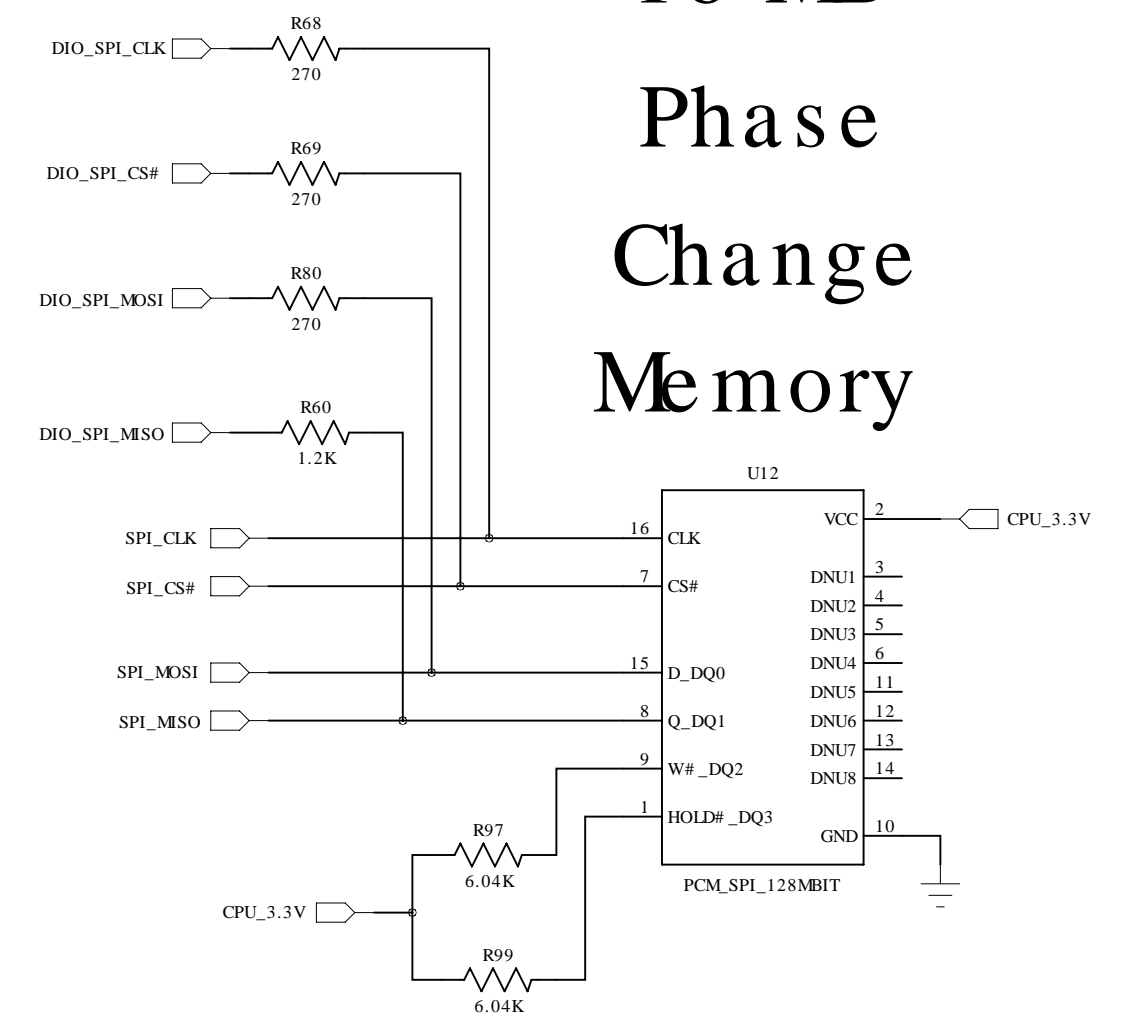 R68
DIO_SPI_CLK
270
Phase
R69
DIO_SPI_CS#
270
Change
R80
DIO_SPI_MOSI
270
Memory
R60
DIO_SPI_MISO
1.2K
U12
VCC 2 CPU_3.3V
SPI_CLK 16 CLK
SPI_CS# 7 CS#
DNU1 3
DNU2 4
DNU3 5
DNU4 6
SPI_MOSI 15 D_DQ0
DNU5 11
SPI_MISO 8 Q_DQ1
DNU6 12
DNU7 13
9 W#_DQ2
DNU8 14
1 HOLD#_DQ3
GND 10
R97
6.04K
PCM_SPI_128MBIT
CPU_3.3V
R99
6.04K